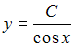 y = C / cos x